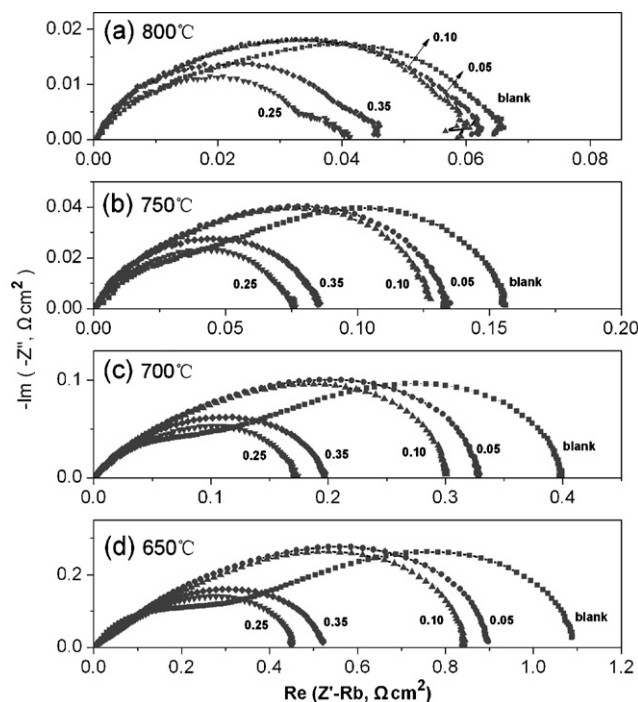 (a) 800℃
0.02
0.01
0.00
0.10
0.05
blank
0.35
0.25
0.00 0.02 0.04 0.06 0.08
(b) 750℃
0.04
0.02
0.00
0.25
0.35
0.10
0.05
blank
0.00 0.05 0.10 0.15 0.20
-Im ( -Z", Ω cm²)
(c) 700℃
0.1
0.0
0.25
0.35
0.10
0.05
blank
0.0 0.1 0.2 0.3 0.4
(d) 650℃
0.2
0.0
0.25
0.35
0.10
0.05
blank
0.0 0.2 0.4 0.6 0.8 1.0 1.2
Re (Z'-Rb, Ω cm²)